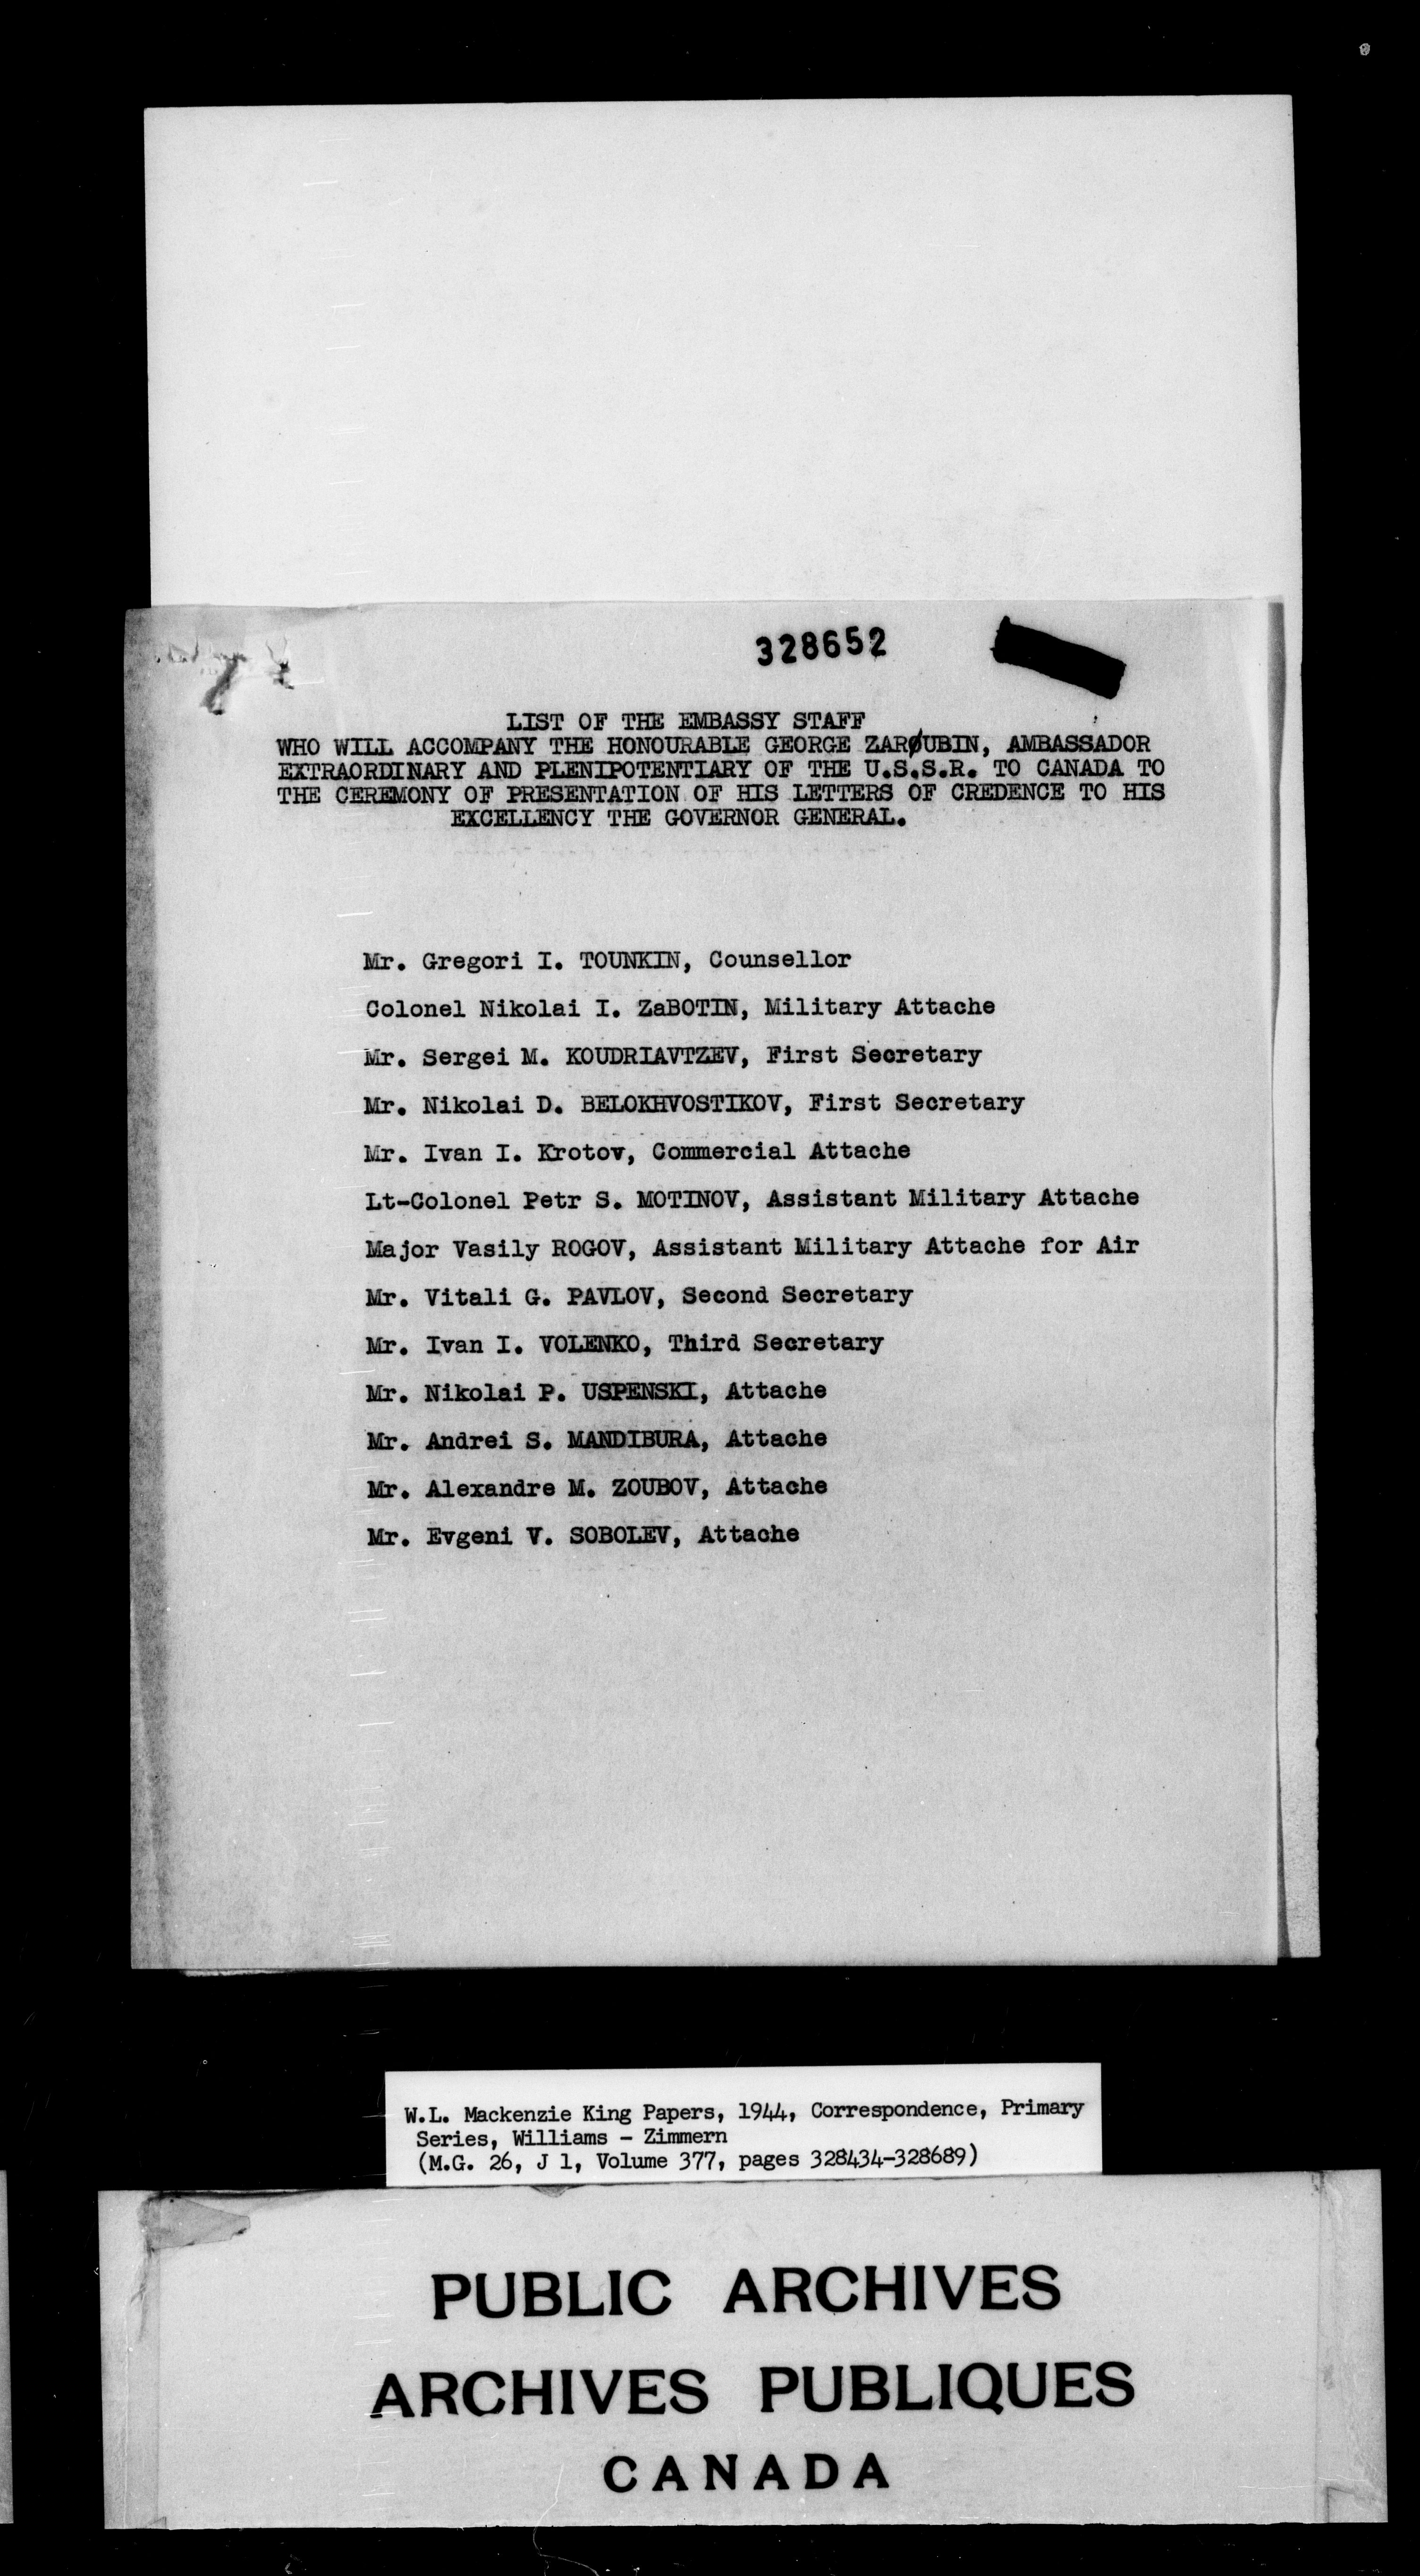 328652
LIST OF THE EMBASSY STAFF
WHO WILL ACCOMPANY THE HONOURABLE GEORGE ZAROUBIN, AMBASSADOR
EXTRAORDINARY AND PLENIPOTENTIARY OF THE U.S.S.R. TO CANADA TO
THE CEREMONY OF PRESENTATION OF HIS LETTERS OF CREDENCE TO HIS
EXCELLENCY THE GOVERNOR GENERAL.
Mr. Gregori I. TOUNKIN, Counsellor
Colonel Nikolai I. ZaBOTIN, Military Attache
Mr. Sergei M. KOUDRIAVTZEV, First Secretary
Mr. Nikolai D. BELOKHVOSTIKOV, First Secretary
Mr. Ivan I. Krotov, Commercial Attache
Lt-Colonel Petr S. MOTINOV, Assistant Military Attache
Major Vasily ROGOV, Assistant Military Attache for Air
Mr. Vitali G. PAVLOV, Second Secretary
Mr. Ivan I. VOLENKO, Third Secretary
Mr. Nikolai P. USPENSKI, Attache
Mr. Andrei S. MANDIBURA, Attache
Mr. Alexandre M. ZOUBOV, Attache
Mr. Evgeni V. SOBOLEV, Attache
W.L. Mackenzie King Papers, 1944, Correspondence, Primary
Series, Williams - Zimmern
(M.G. 26, J 1, Volume 377, pages 328434-328689)
PUBLIC ARCHIVES
ARCHIVES PUBLIQUES
CANADA